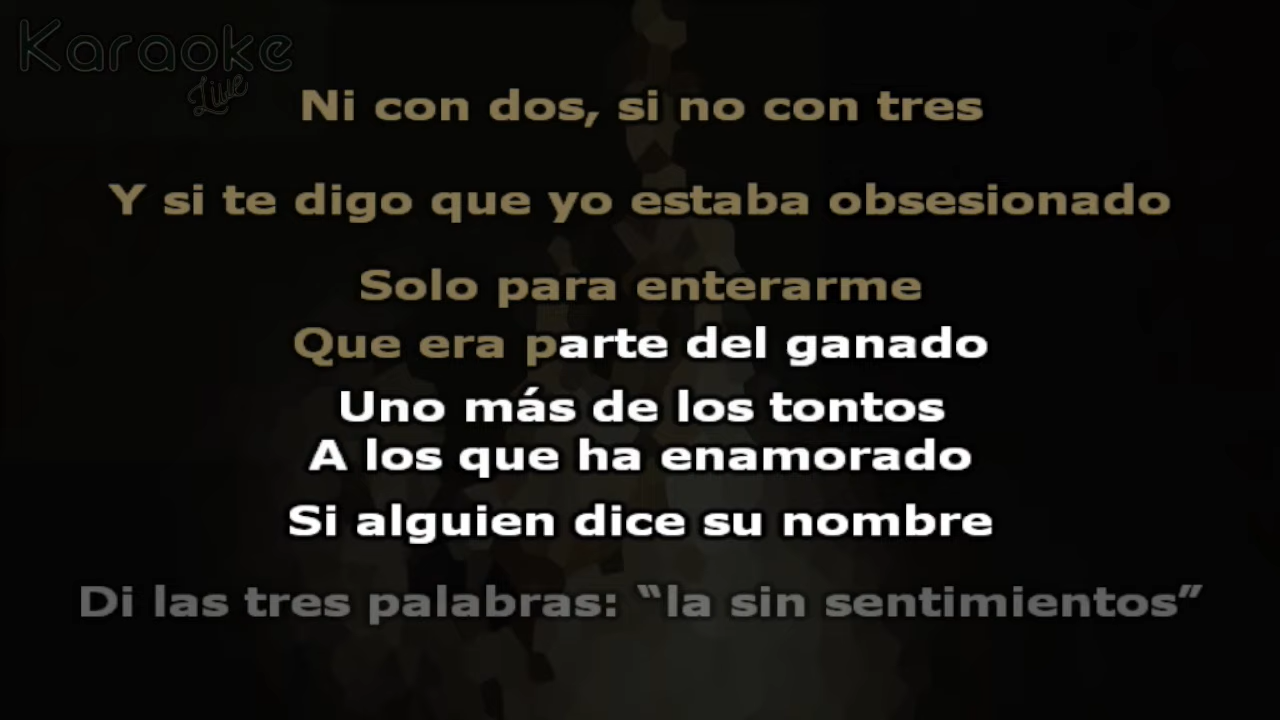 Karaoke
Live
Ni con dos, si no con tres
Y si te digo que yo estaba obsesionado
Solo para enterarme
Que era parte del ganado
Uno más de los tontos
A los que ha enamorado
Si alguien dice su nombre
Di las tres palabras: “la sin sentimientos”